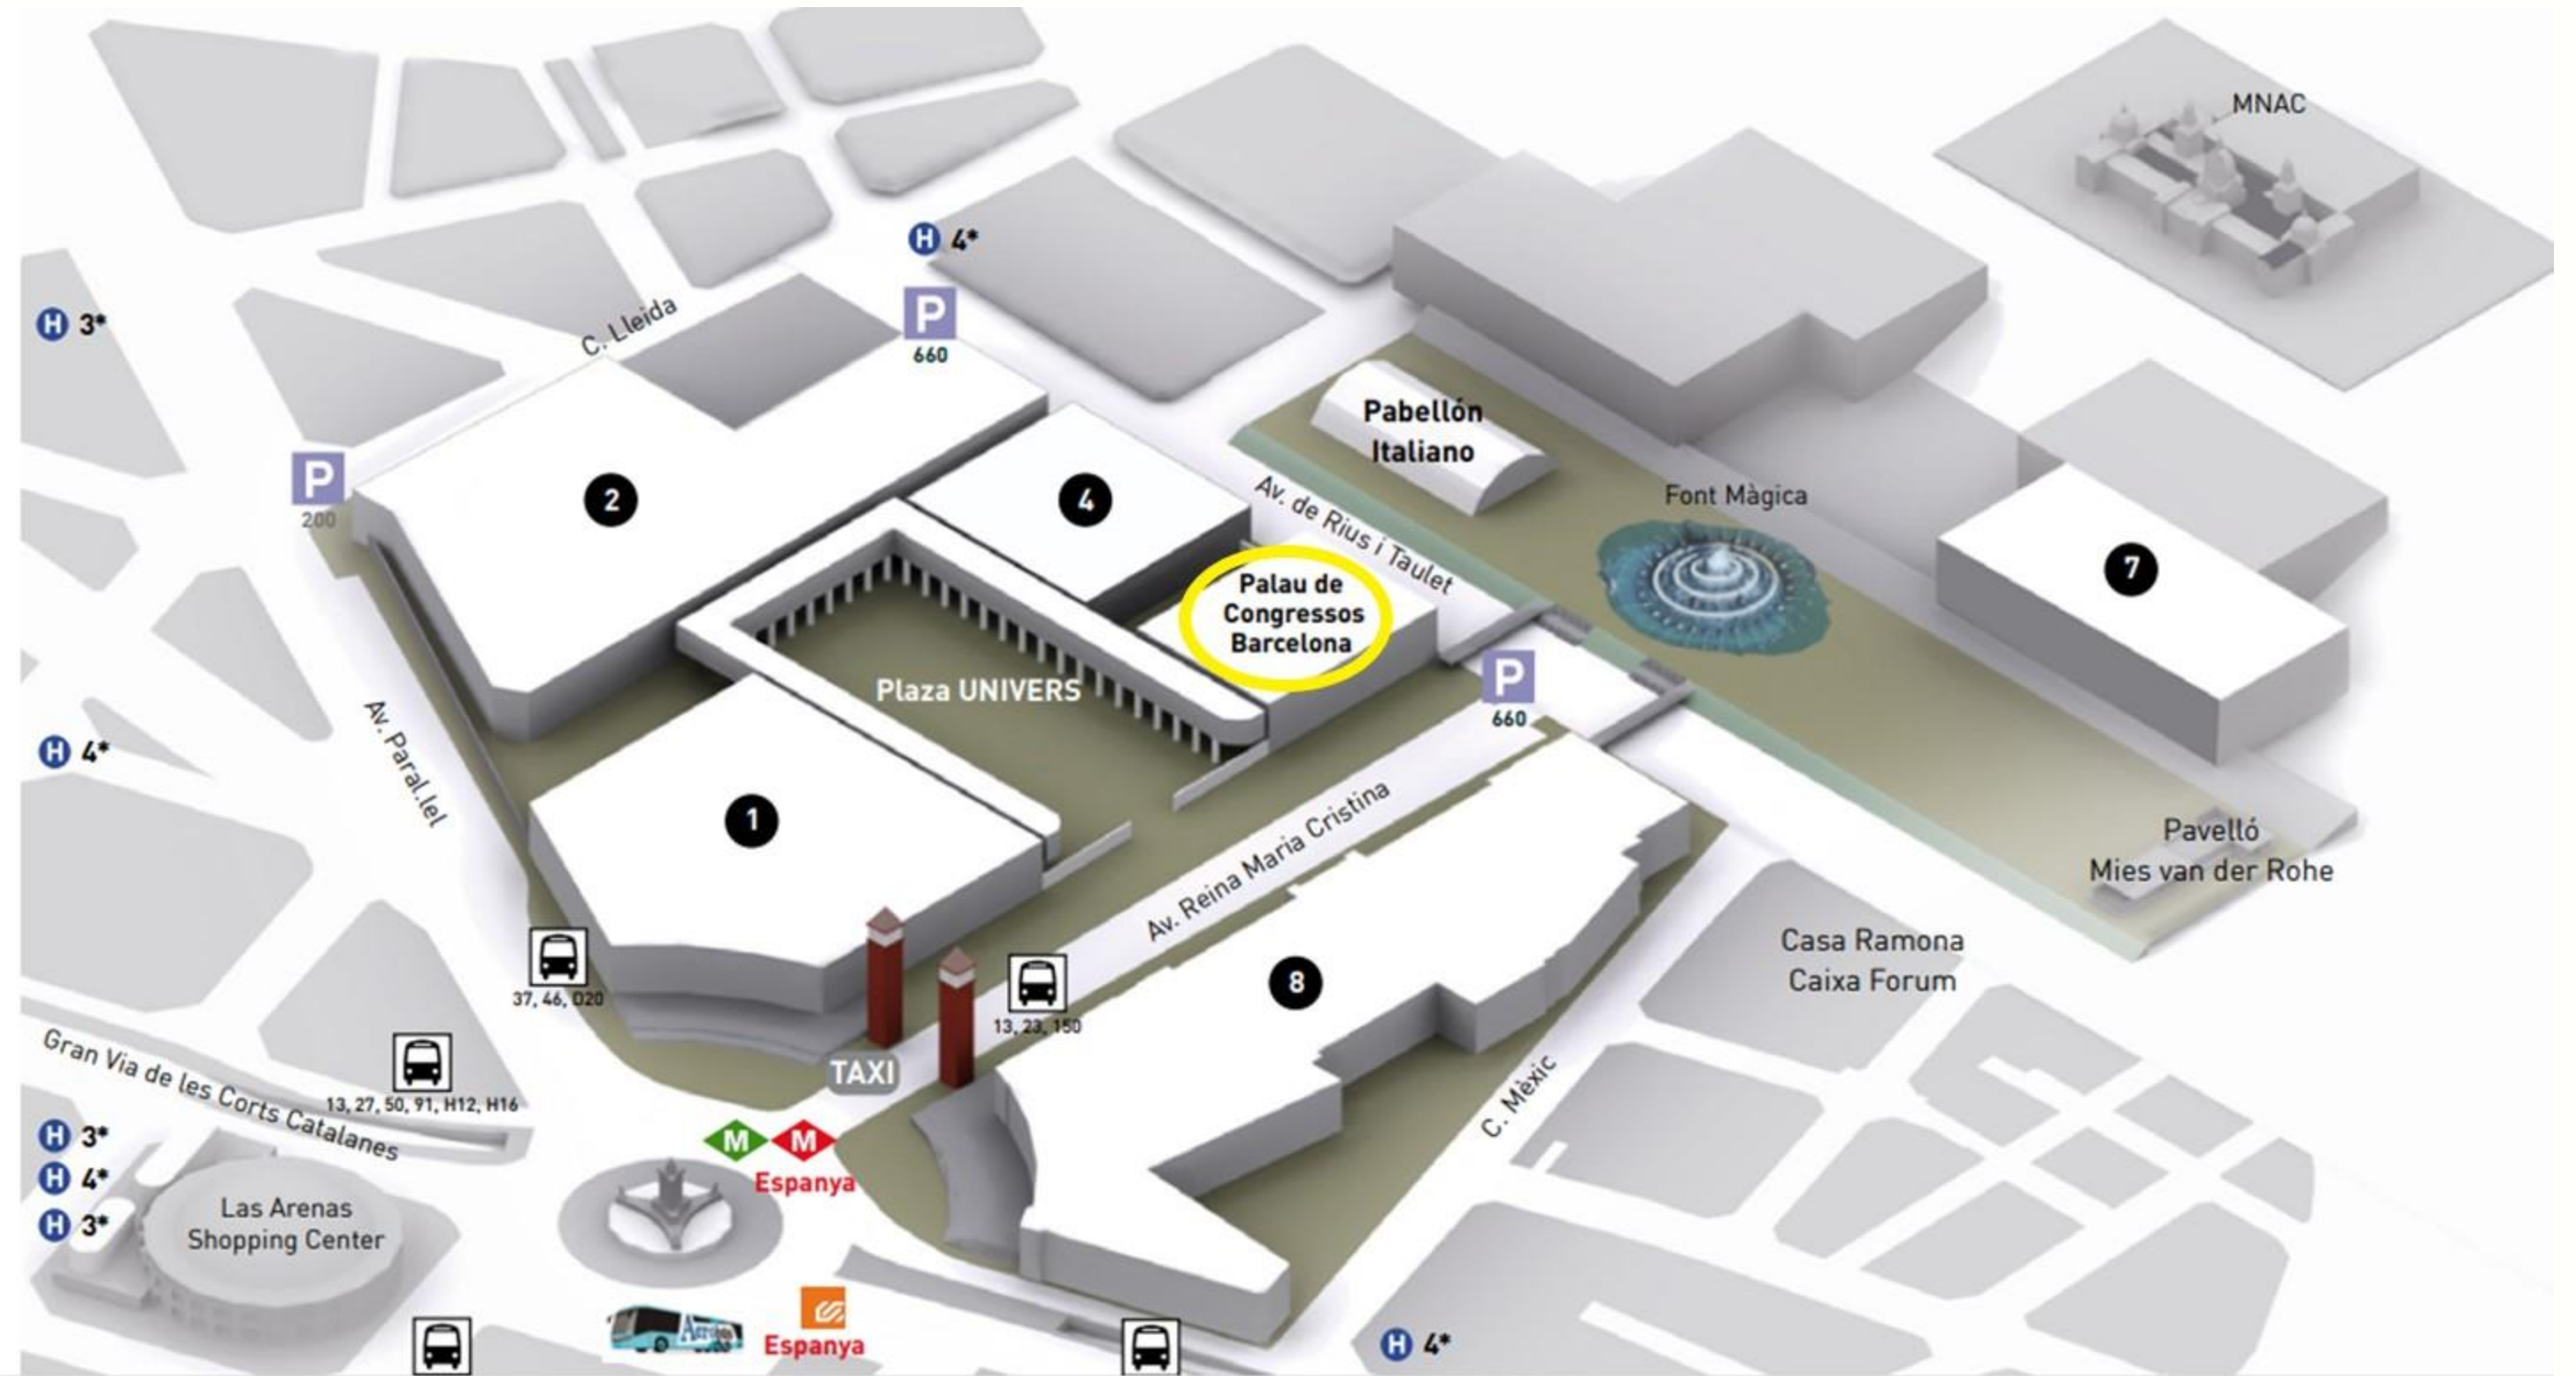 MNAC
H 4*
C. Lleida
H 3*
P
660
Pabellón
Italiano
P
200
2
4
Av. de Rius i Taulet
Font Màgica
7
Palau de
Congressos
Barcelona
Plaza UNIVERS
P
660
Av. Paral.lel
H 4*
1
Av. Reina Maria Cristina
Pavelló
Mies van der Rohe
Casa Ramona
Caixa Forum
8
37, 46, D20
13, 23, 150
TAXI
Gran Via de les Corts Catalanes
13, 27, 50, 91, H12, H16
C. Mèxic
H 3*
H 4*
H 3*
M M
Espanya
Las Arenas
Shopping Center
Espanya
H 4*